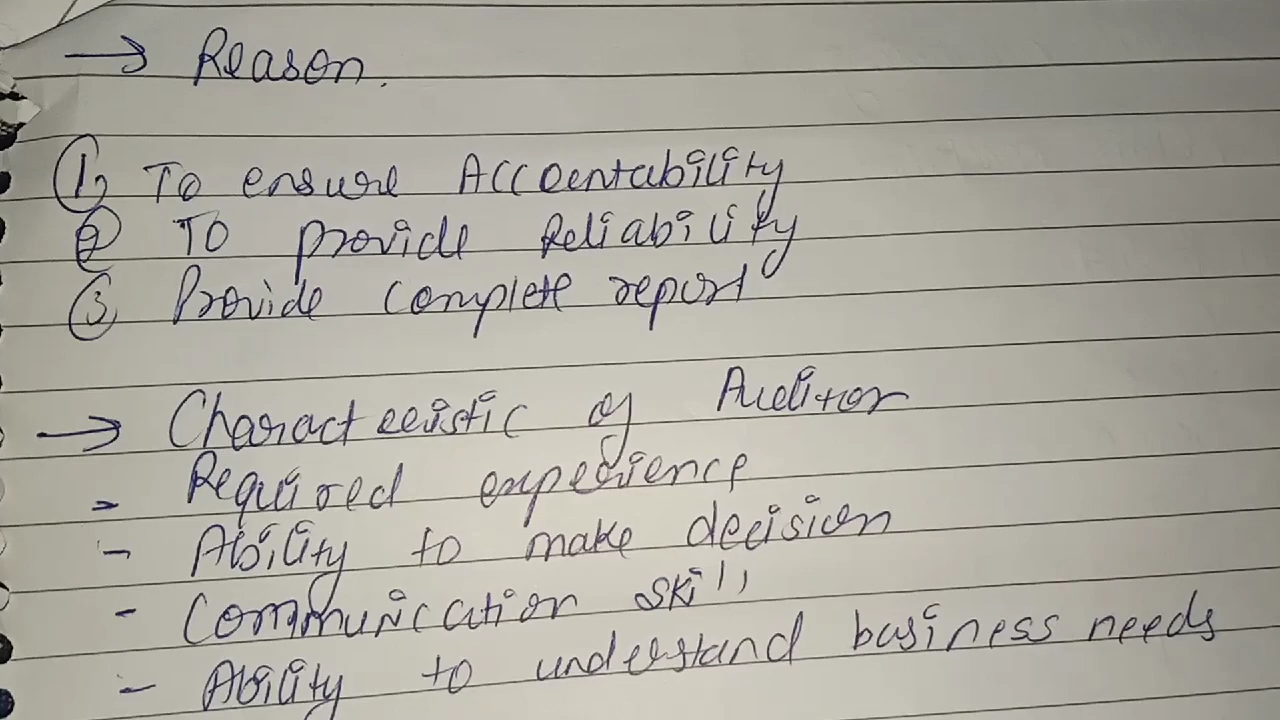 → Reason.
① To ensure Accountability
② To provide Reliability
③ Provide complete report
→ Characteristic of Auditor
- Required experience
- Ability to make decision
- Communication skill
- Ability to understand business needs